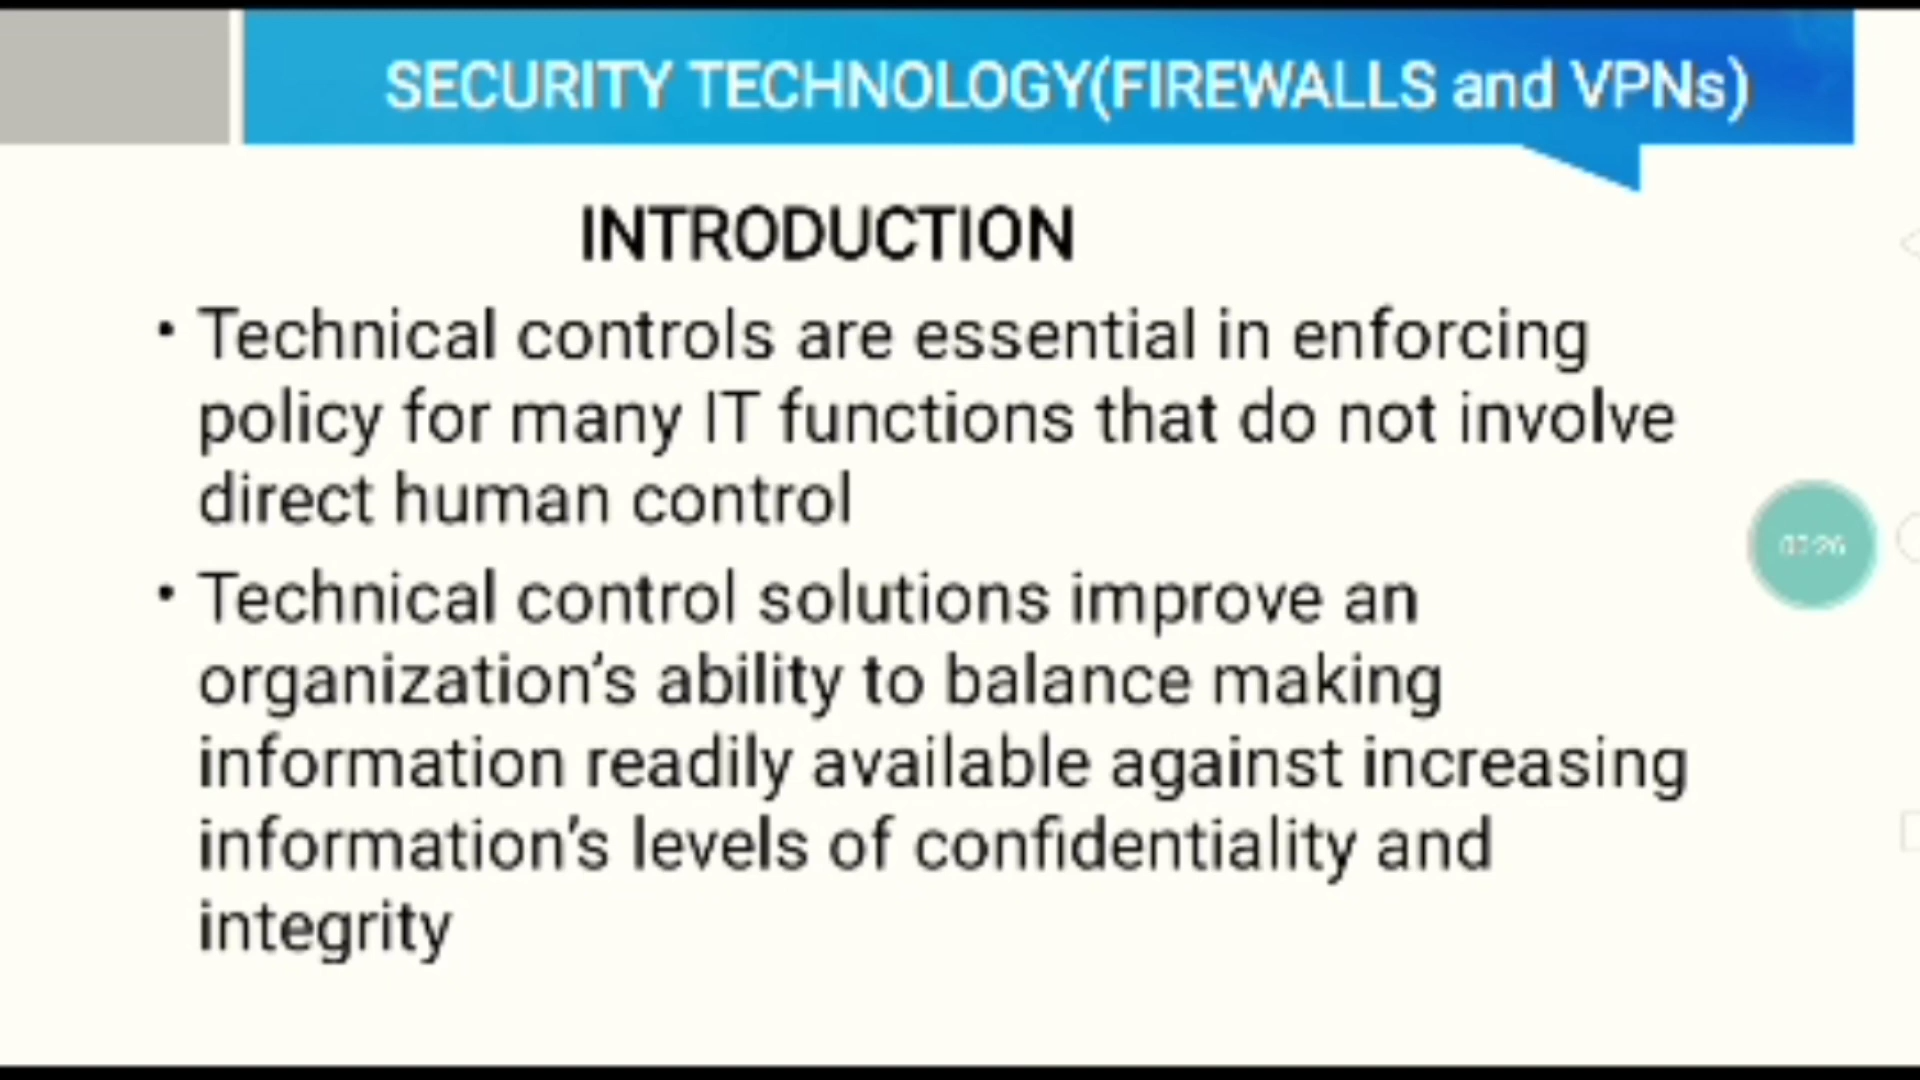 SECURITY TECHNOLOGY(FIREWALLS and VPNs)
INTRODUCTION
• Technical controls are essential in enforcing
policy for many IT functions that do not involve
direct human control
• Technical control solutions improve an
organization’s ability to balance making
information readily available against increasing
information’s levels of confidentiality and
integrity